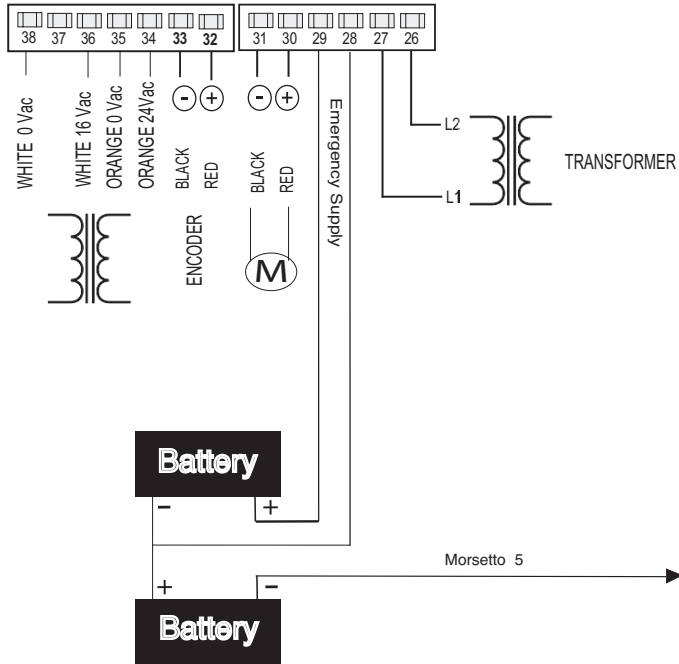 38 37 36 35 34 33 32
31 30 29 28 27 26
WHITE 0 Vac
WHITE 16 Vac
ORANGE 0 Vac
ORANGE 24Vac
BLACK
-
RED
+
ENCODER
BLACK
-
RED
+
M
Emergency Supply
L2
L1
TRANSFORMER
Battery
- +
Morsetto 5
+ -
Battery